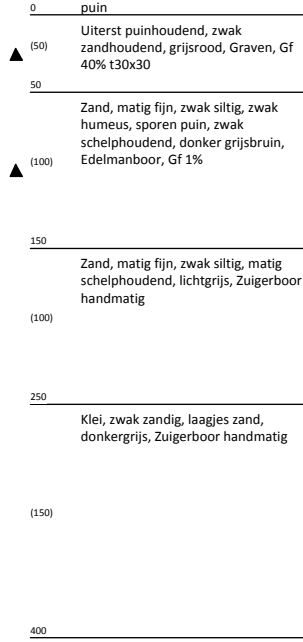 0 puin
Uiterst puinhoudend, zwak
(50) zandhoudend, grijsrood, Graven, Gf
40% t30x30
50
Zand, matig fijn, zwak siltig, zwak
humeus, sporen puin, zwak
schelphoudend, donker grijsbruin,
(100) Edelmanboor, Gf 1%
150
Zand, matig fijn, zwak siltig, matig
schelphoudend, lichtgrijs, Zuigerboor
handmatig
(100)
250
Klei, zwak zandig, laagjes zand,
donkergrijs, Zuigerboor handmatig
(150)
400